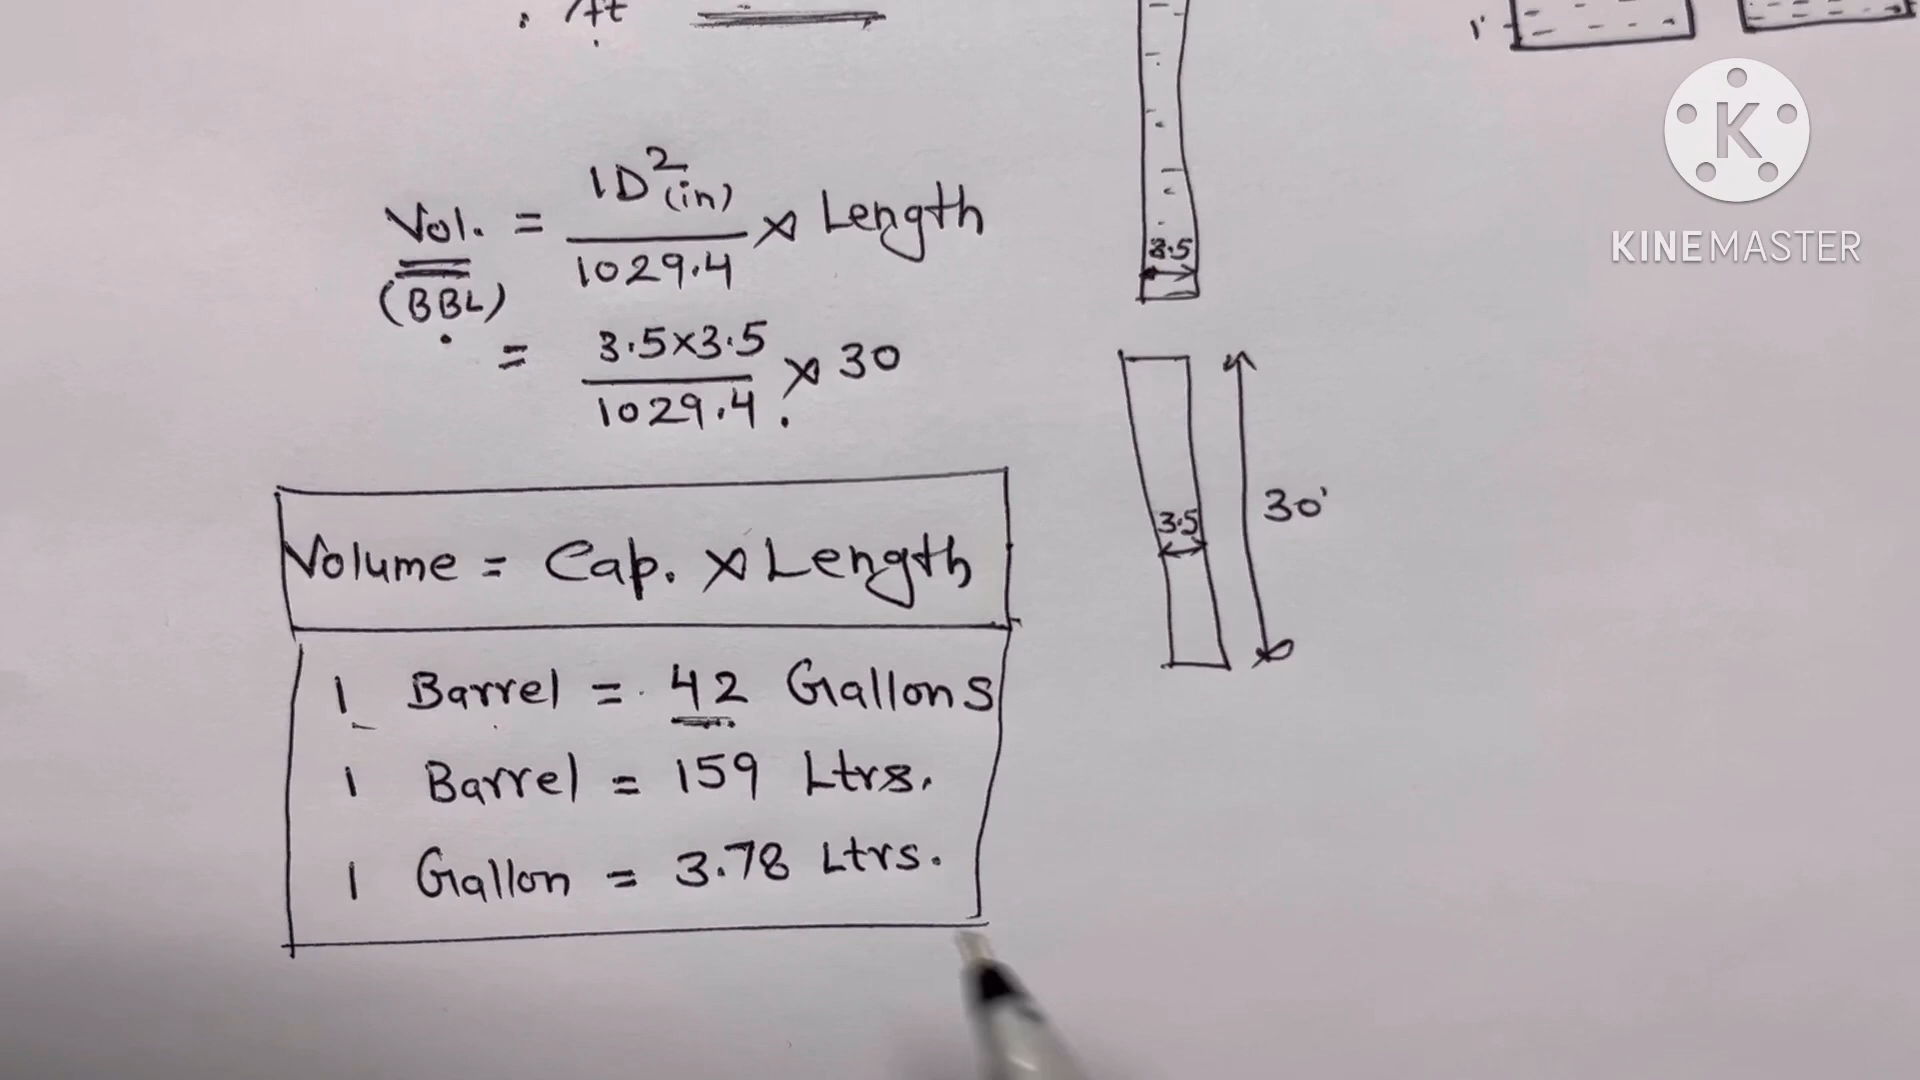 /ft
1'
K
KINEMASTER
Vol. = ID²(in) / 1029.4 × Length
(BBL)
= 3.5×3.5 / 1029.4 × 30
3.5
3.5
30'
Volume = Cap. × Length
1 Barrel = 42 Gallons
1 Barrel = 159 Ltrs.
1 Gallon = 3.78 Ltrs.